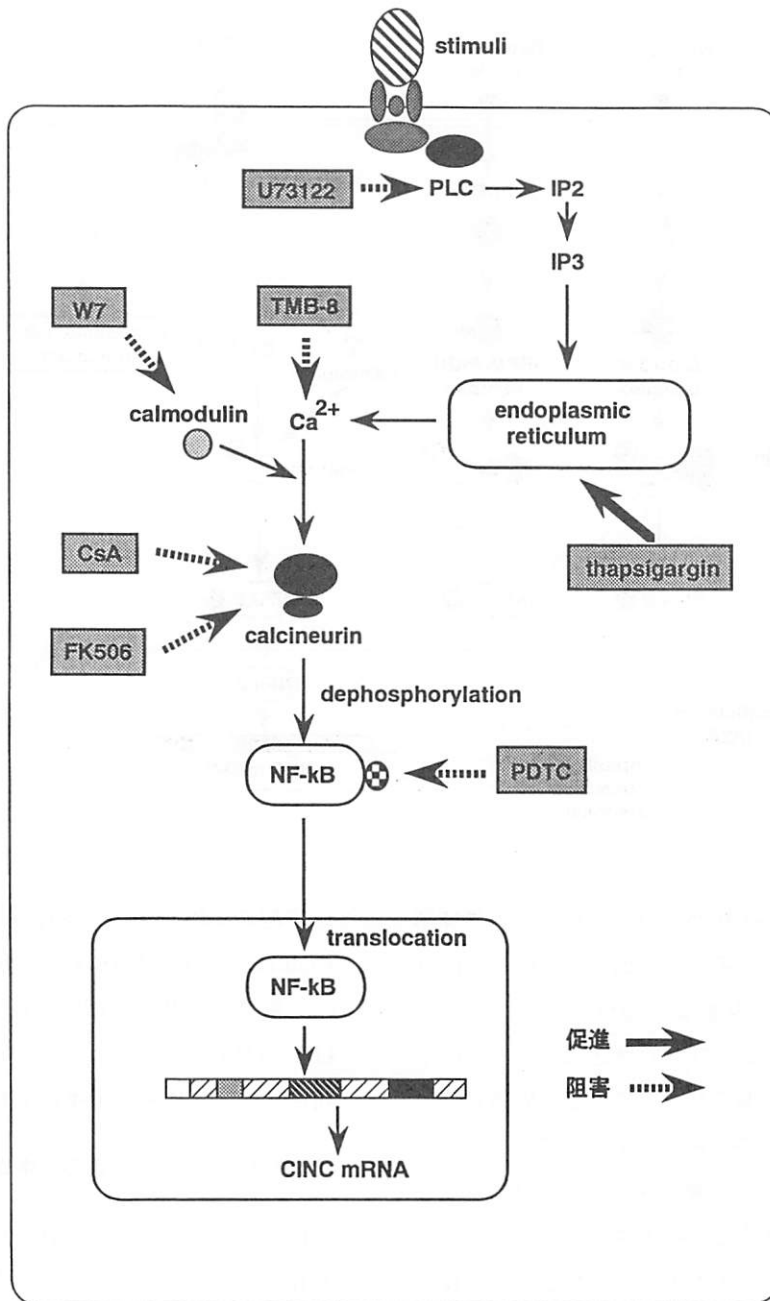 stimuli
U73122
PLC
IP2
IP3
W7
TMB-8
calmodulin
Ca2+
endoplasmic
reticulum
CsA
thapsigargin
FK506
calcineurin
dephosphorylation
NF-kB
PDTC
translocation
NF-kB
促進
阻害
CINC mRNA